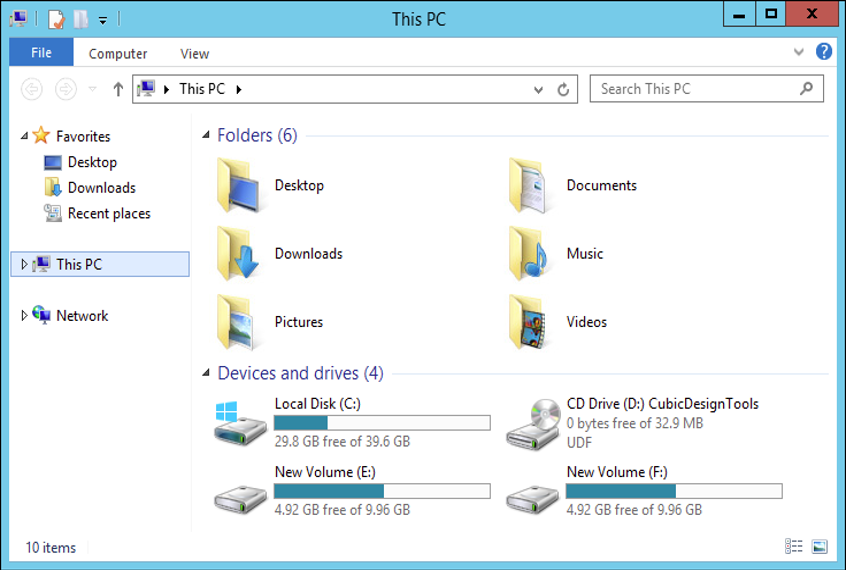 This PC
File Computer View
This PC
Search This PC
Favorites
Desktop
Downloads
Recent places
This PC
Network
Folders (6)
Desktop
Documents
Downloads
Music
Pictures
Videos
Devices and drives (4)
Local Disk (C:)
29.8 GB free of 39.6 GB
CD Drive (D:) CubicDesignTools
0 bytes free of 32.9 MB
UDF
New Volume (E:)
4.92 GB free of 9.96 GB
New Volume (F:)
4.92 GB free of 9.96 GB
10 items